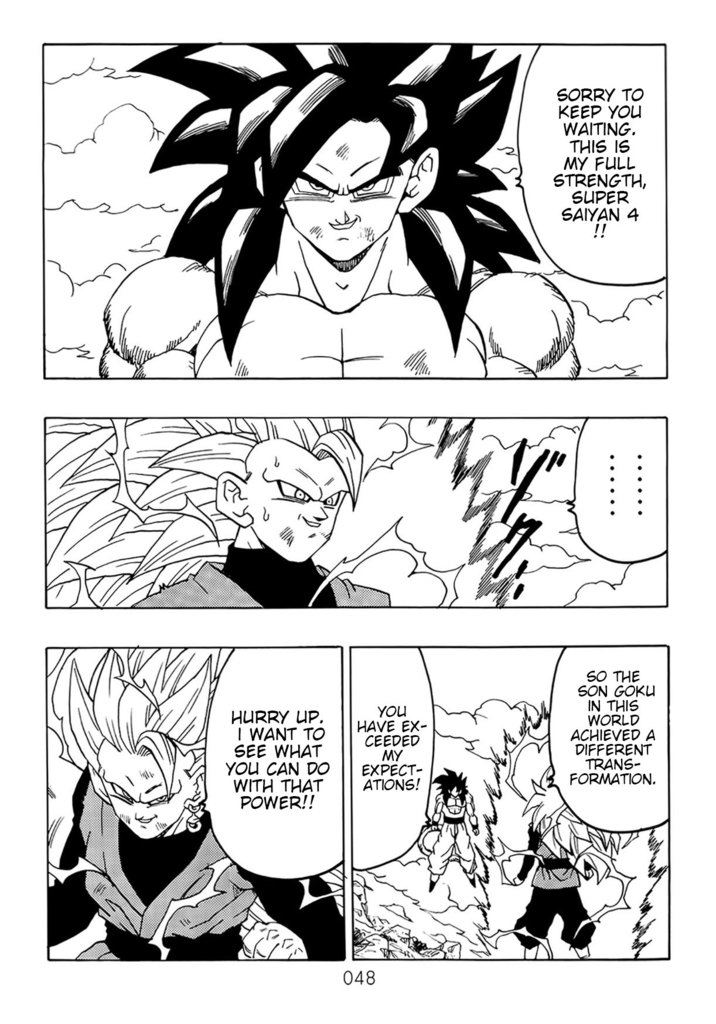 SORRY TO
KEEP YOU
WAITING.
THIS IS
MY FULL
STRENGTH,
SUPER
SAIYAN 4
!!
......
......
SO THE
SON GOKU
IN THIS
WORLD
ACHIEVED A
DIFFERENT
TRANS-
FORMATION.
YOU
HAVE EX-
CEEDED
MY
EXPECT-
ATIONS!
HURRY UP.
I WANT TO
SEE WHAT
YOU CAN DO
WITH THAT
POWER!!
048